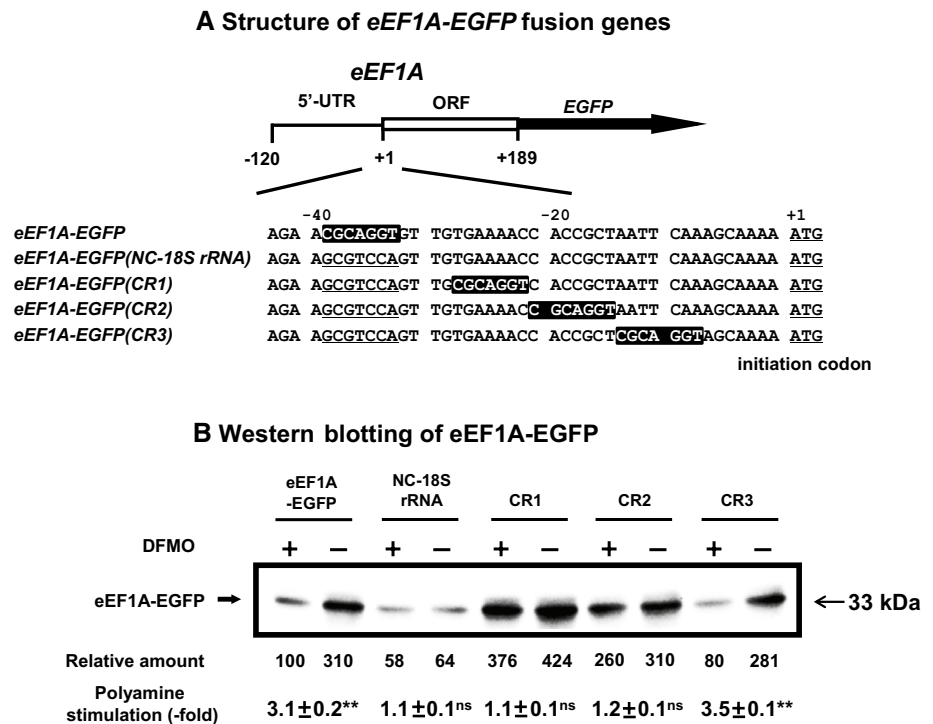 A Structure of eEF1A-EGFP fusion genes
eEF1A
5'-UTR ORF EGFP
-120 +1 +189
-40 -20 +1
eEF1A-EGFP AGA ACGCAGGTGT TGTGAAAACC ACCGCTAATT CAAAGCAAAA ATG
eEF1A-EGFP(NC-18S rRNA) AGA AGCGTCCAGT TGTGAAAACC ACCGCTAATT CAAAGCAAAA ATG
eEF1A-EGFP(CR1) AGA AGCGTCCAGT TGCGCAGGTC ACCGCTAATT CAAAGCAAAA ATG
eEF1A-EGFP(CR2) AGA AGCGTCCAGT TGTGAAAACC GCAGGTAATT CAAAGCAAAA ATG
eEF1A-EGFP(CR3) AGA AGCGTCCAGT TGTGAAAACC ACCGCTCGCA GGTAGCAAAA ATG
initiation codon
B Western blotting of eEF1A-EGFP
eEF1A -EGFP NC-18S rRNA CR1 CR2 CR3
DFMO + − + − + − + − + −
eEF1A-EGFP → ← 33 kDa
Relative amount 100 310 58 64 376 424 260 310 80 281
Polyamine stimulation (-fold) 3.1±0.2** 1.1±0.1ns 1.1±0.1ns 1.2±0.1ns 3.5±0.1**